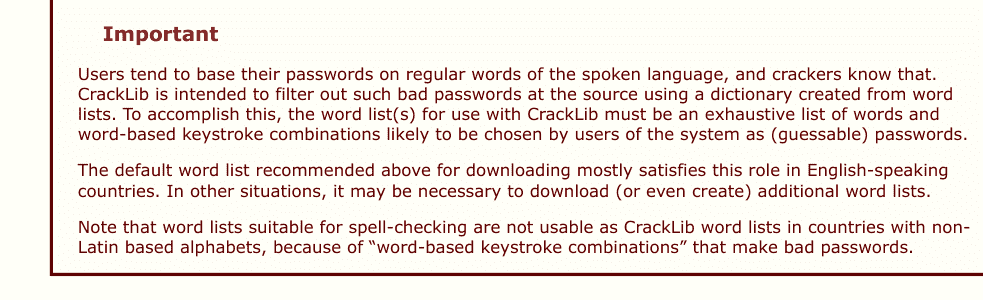 Important
Users tend to base their passwords on regular words of the spoken language, and crackers know that.
CrackLib is intended to filter out such bad passwords at the source using a dictionary created from word
lists. To accomplish this, the word list(s) for use with CrackLib must be an exhaustive list of words and
word-based keystroke combinations likely to be chosen by users of the system as (guessable) passwords.
The default word list recommended above for downloading mostly satisfies this role in English-speaking
countries. In other situations, it may be necessary to download (or even create) additional word lists.
Note that word lists suitable for spell-checking are not usable as CrackLib word lists in countries with non-
Latin based alphabets, because of “word-based keystroke combinations” that make bad passwords.